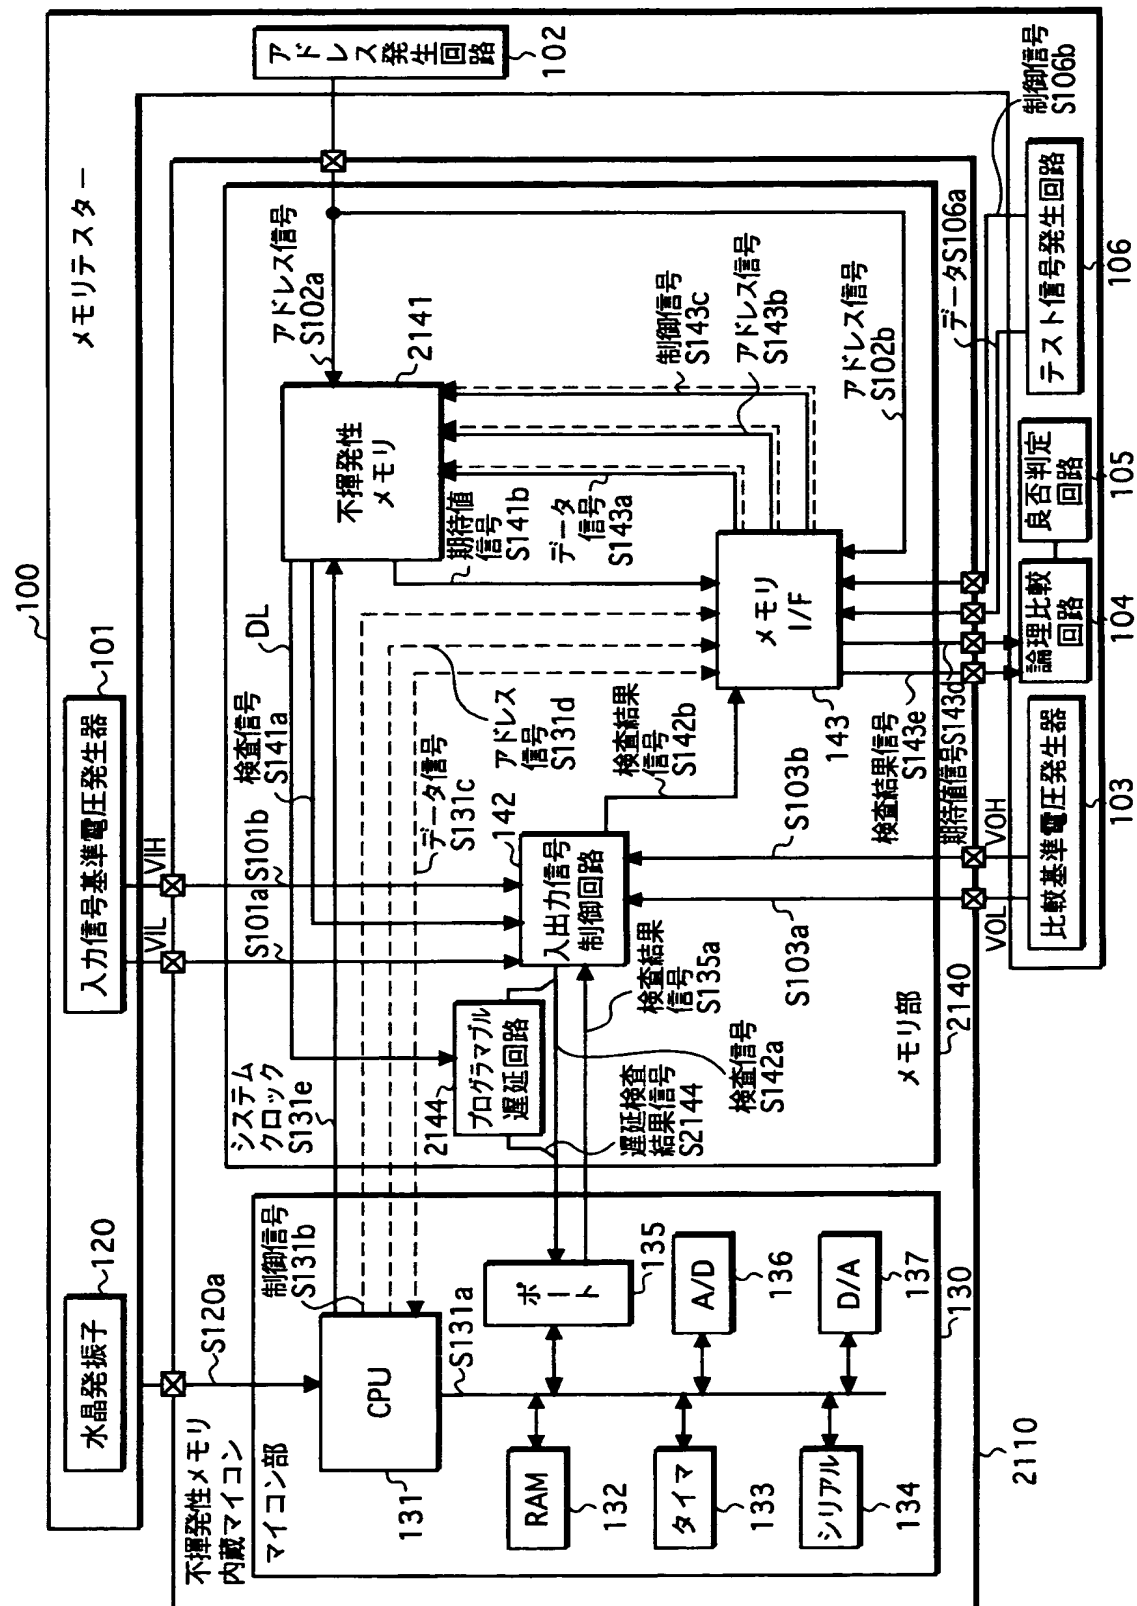 100
メモリテスター
水晶発振子
120
入力信号基準電圧発生器
101
アドレス発生回路
102
S120a
VIL
VIH
S101a
S101b
検査信号
S141a
DL
アドレス信号
S102a
不揮発性メモリ
内蔵マイコン
マイコン部
CPU
131
制御信号
S131b
システム
クロック
S131e
S131a
データ信号
S131c
アドレス
信号
S131d
不揮発性
メモリ
2141
期待値
信号
S141b
データ
信号
S143a
制御信号
S143c
アドレス信号
S143b
アドレス信号
S102b
RAM
132
タイマ
133
シリアル
134
ポート
135
A/D
136
D/A
137
130
2144
プログラマブル
遅延回路
遅延検査
結果信号
S2144
検査信号
S142a
142
入出力信号
制御回路
検査結果
信号
S135a
検査結果
信号
S142b
メモリ
I/F
143
S103a
S103b
検査結果信号
S143e
期待値信号S143d
データS106a
制御信号
S106b
メモリ部
2140
2110
VOL
VOH
比較基準電圧発生器
103
論理比較
回路
104
良否判定
回路
105
テスト信号発生回路
106